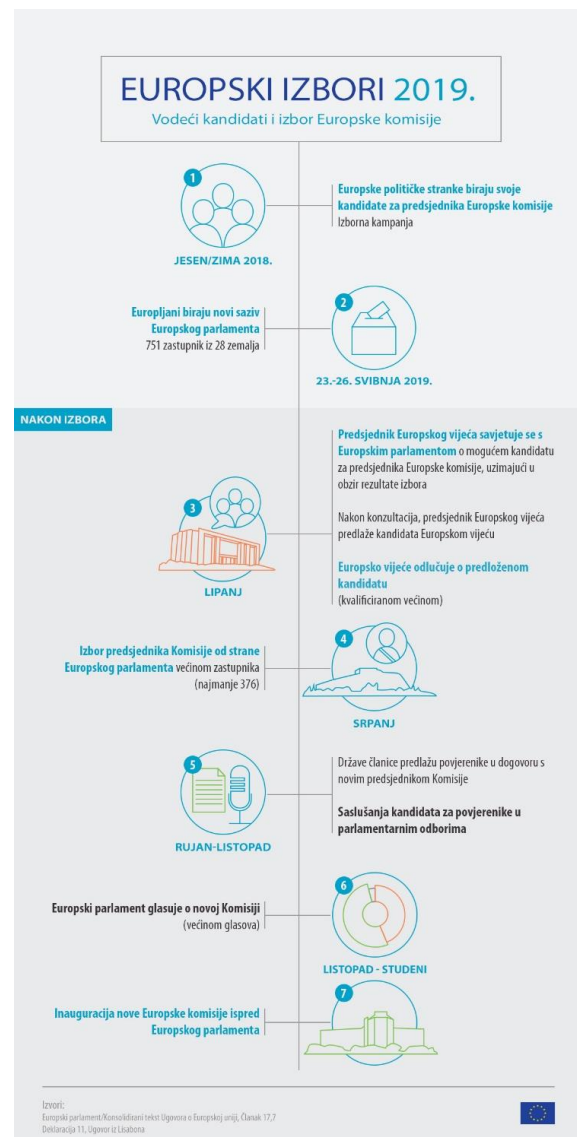 EUROPSKI IZBORI 2019.
Vodeći kandidati i izbor Europske komisije
1
JESEN/ZIMA 2018.
Europske političke stranke biraju svoje
kandidate za predsjednika Europske komisije
Izborna kampanja
Europljani biraju novi saziv
Europskog parlamenta
751 zastupnik iz 28 zemalja
2
23.-26. SVIBNJA 2019.
NAKON IZBORA
3
LIPANJ
Predsjednik Europskog vijeća savjetuje se s
Europskim parlamentom o mogućem kandidatu
za predsjednika Europske komisije, uzimajući u
obzir rezultate izbora
Nakon konzultacija, predsjednik Europskog vijeća
predlaže kandidata Europskom vijeću
Europsko vijeće odlučuje o predloženom
kandidatu
(kvalificiranom većinom)
Izbor predsjednika Komisije od strane
Europskog parlamenta većinom zastupnika
(najmanje 376)
4
SRPANJ
5
RUJAN-LISTOPAD
Države članice predlažu povjerenike u dogovoru s
novim predsjednikom Komisije
Saslušanja kandidata za povjerenike u
parlamentarnim odborima
Europski parlament glasuje o novoj Komisiji
(većinom glasova)
6
LISTOPAD - STUDENI
Inauguracija nove Europske komisije ispred
Europskog parlamenta
7
Izvori:
Europski parlament/Konsolidirani tekst Ugovora o Europskoj uniji, Članak 17,7
Deklaracija 11, Ugovor iz Lisabona